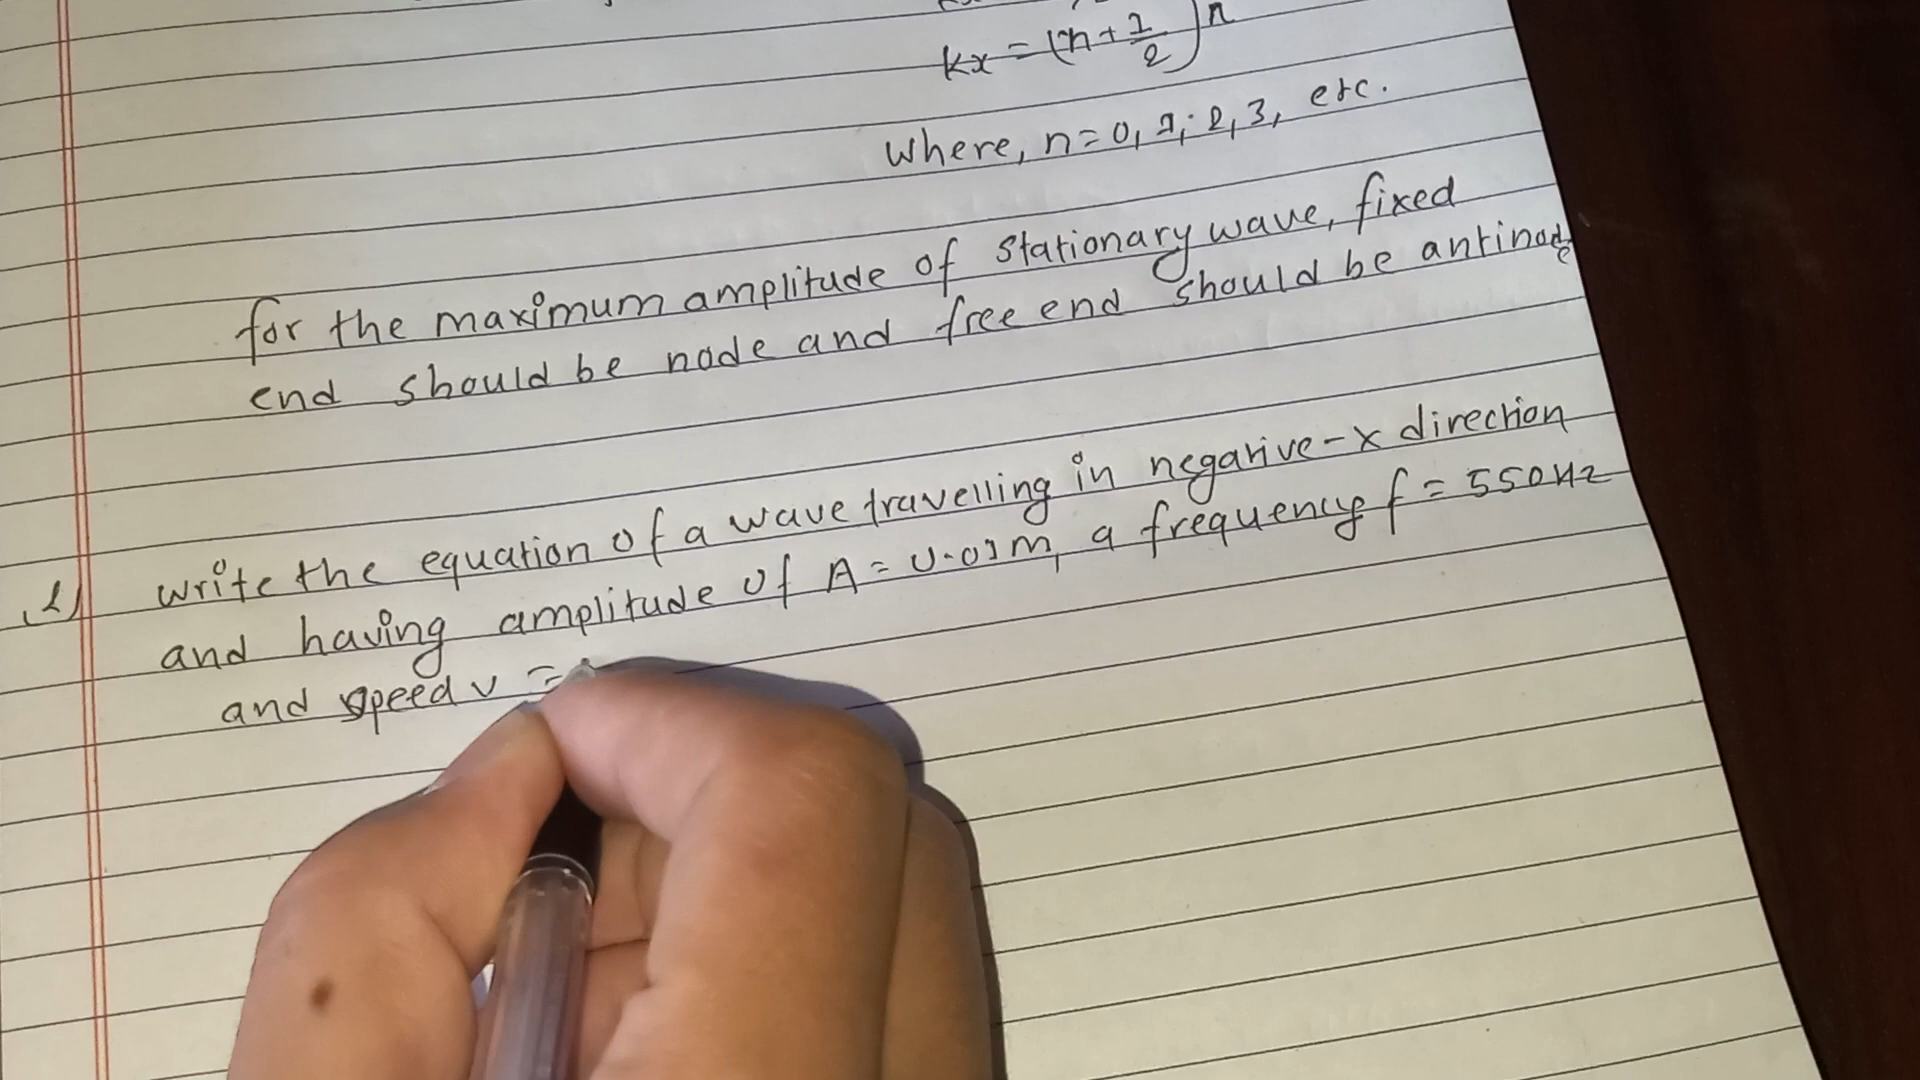 kx = (n + 1/2)π
Where, n = 0, 1, 2, 3, etc.
for the maximum amplitude of stationary wave, fixed
end should be node and free end should be antinode
write the equation of a wave travelling in negative-x direction
and having amplitude of A = 0.01m, a frequency f = 550Hz
and speed v =